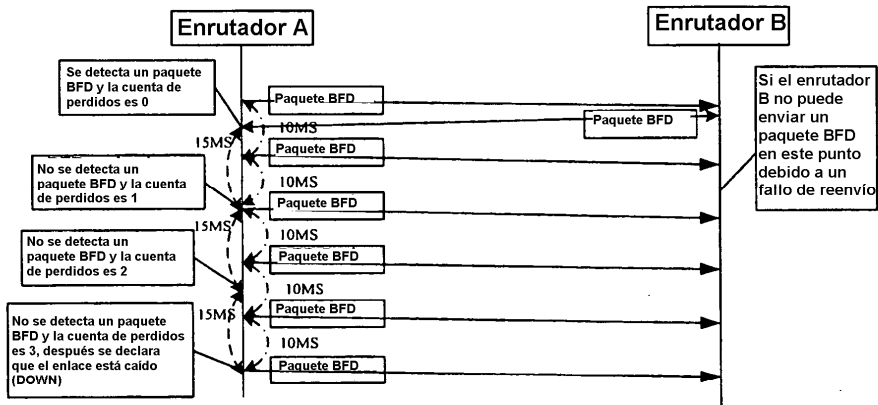 Enrutador A
Enrutador B
Se detecta un paquete
BFD y la cuenta de
perdidos es 0
Paquete BFD
Si el enrutador
B no puede
enviar un
paquete BFD
en este punto
debido a un
fallo de reenvío
10MS
Paquete BFD
15MS
Paquete BFD
No se detecta un
paquete BFD y la cuenta
de perdidos es 1
10MS
Paquete BFD
15MS
10MS
No se detecta un
paquete BFD y la cuenta
de perdidos es 2
Paquete BFD
10MS
Paquete BFD
15MS
No se detecta un paquete
BFD y la cuenta de perdidos
es 3, después se declara
que el enlace está caído
(DOWN)
10MS
Paquete BFD